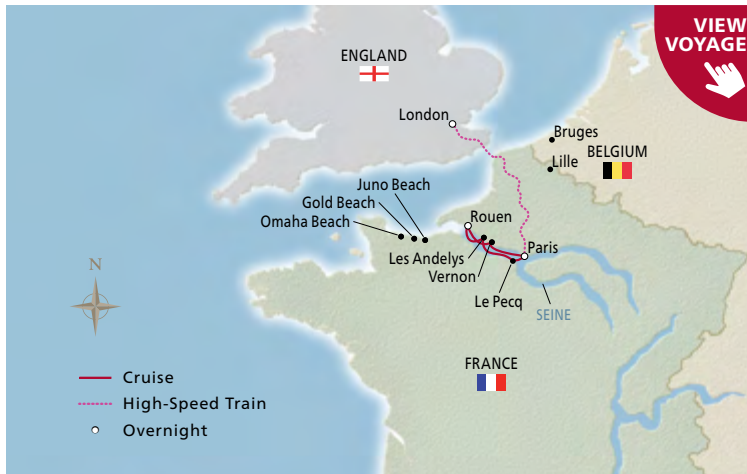 VIEW
VOYAGE
ENGLAND
London
Bruges
BELGIUM
Lille
Juno Beach
Gold Beach
Omaha Beach
Rouen
Les Andelys
Vernon
Paris
Le Pecq
SEINE
N
FRANCE
Cruise
High-Speed Train
Overnight